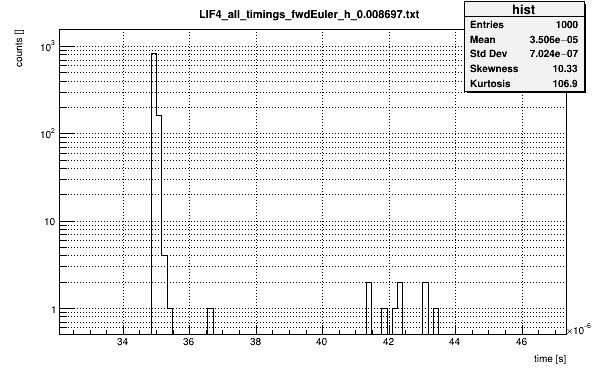 LIF4_all_timings_fwdEuler_h_0.008697.txt
hist
Entries 1000
Mean 3.506e−05
Std Dev 7.024e−07
Skewness 10.33
Kurtosis 106.9
counts []
10³
10²
10
1
34 36 38 40 42 44 46
×10⁻⁶
time [s]